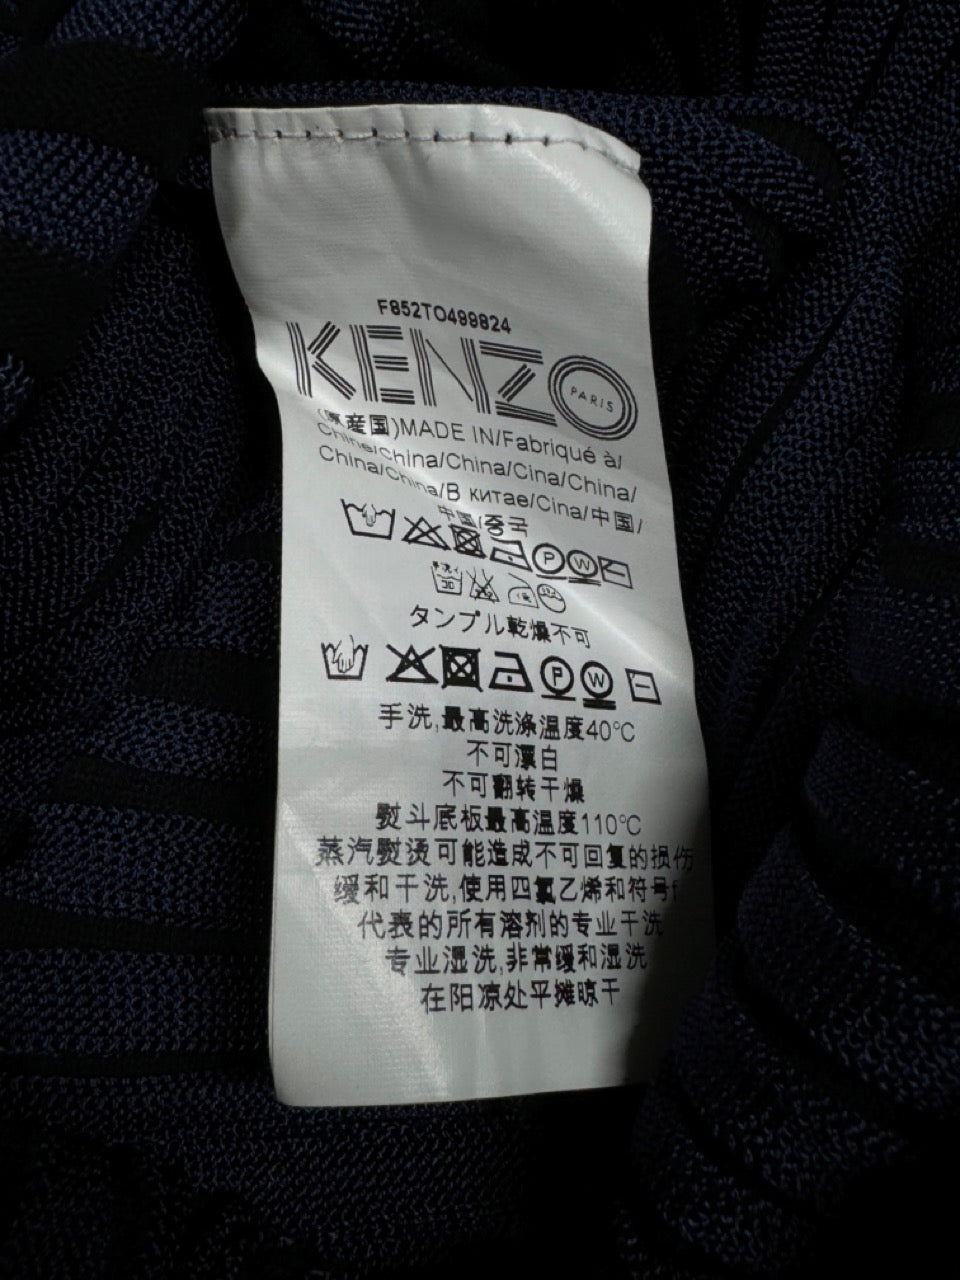 F852TO499824
KENZO
PARIS
(原産国)MADE IN/Fabriqué à/
Chine/China/China/Cina/China/
China/China/В китае/Cina/中国/
中国/중국
P W
タンブル乾燥不可
P W
手洗,最高洗涤温度40°C
不可漂白
不可翻转干燥
熨斗底板最高温度110°C
蒸汽熨烫可能造成不可回复的损伤
缓和干洗,使用四氯乙烯和符号f
代表的所有溶剂的专业干洗
专业湿洗,非常缓和湿洗
在阳凉处平摊晾干